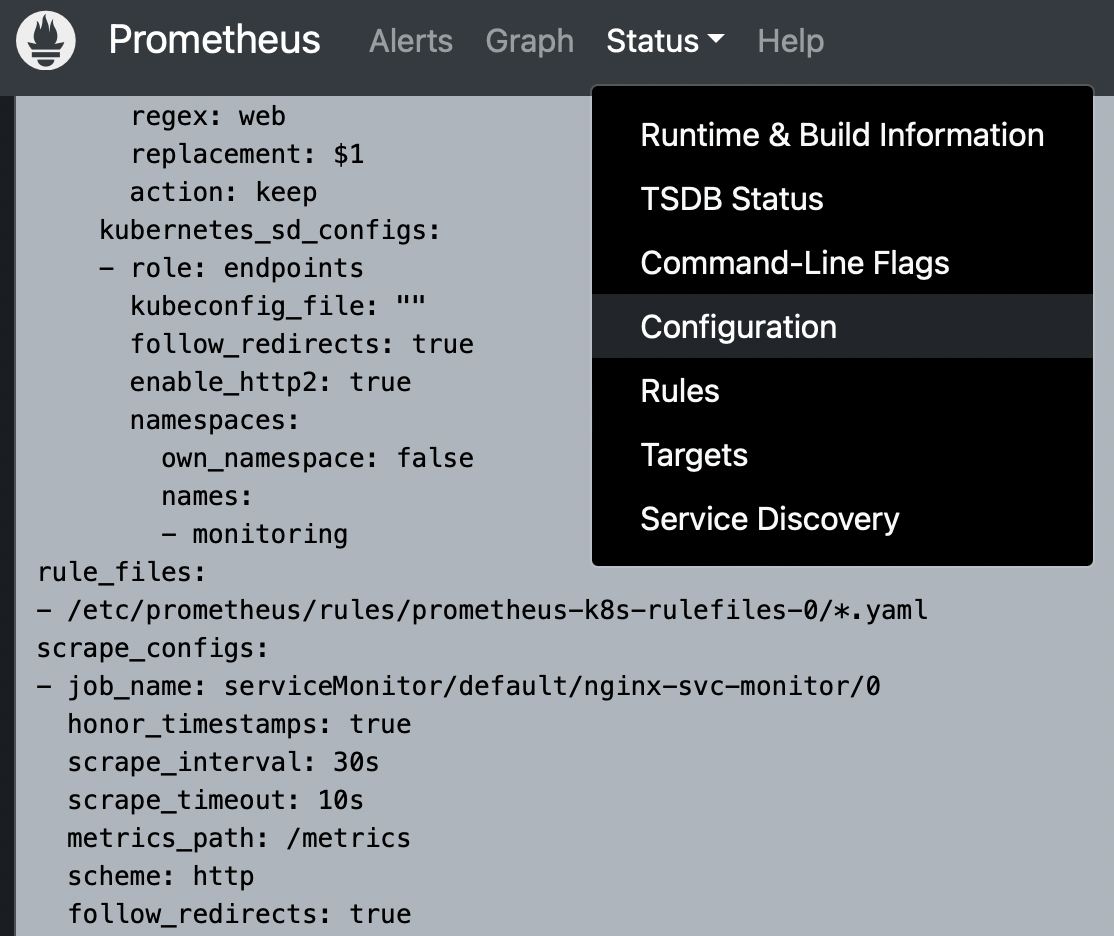 Prometheus Alerts Graph Status Help
Runtime & Build Information
TSDB Status
Command-Line Flags
Configuration
Rules
Targets
Service Discovery
      regex: web
      replacement: $1
      action: keep
    kubernetes_sd_configs:
    - role: endpoints
      kubeconfig_file: ""
      follow_redirects: true
      enable_http2: true
      namespaces:
        own_namespace: false
        names:
        - monitoring
rule_files:
- /etc/prometheus/rules/prometheus-k8s-rulefiles-0/*.yaml
scrape_configs:
- job_name: serviceMonitor/default/nginx-svc-monitor/0
  honor_timestamps: true
  scrape_interval: 30s
  scrape_timeout: 10s
  metrics_path: /metrics
  scheme: http
  follow_redirects: true